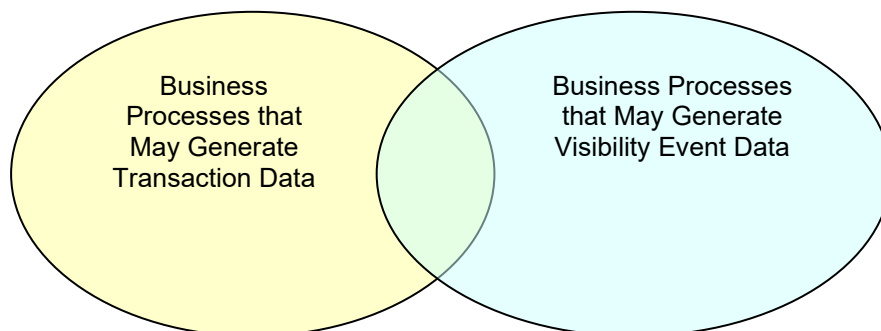 Business
Processes that
May Generate
Transaction Data
Business Processes
that May Generate
Visibility Event Data